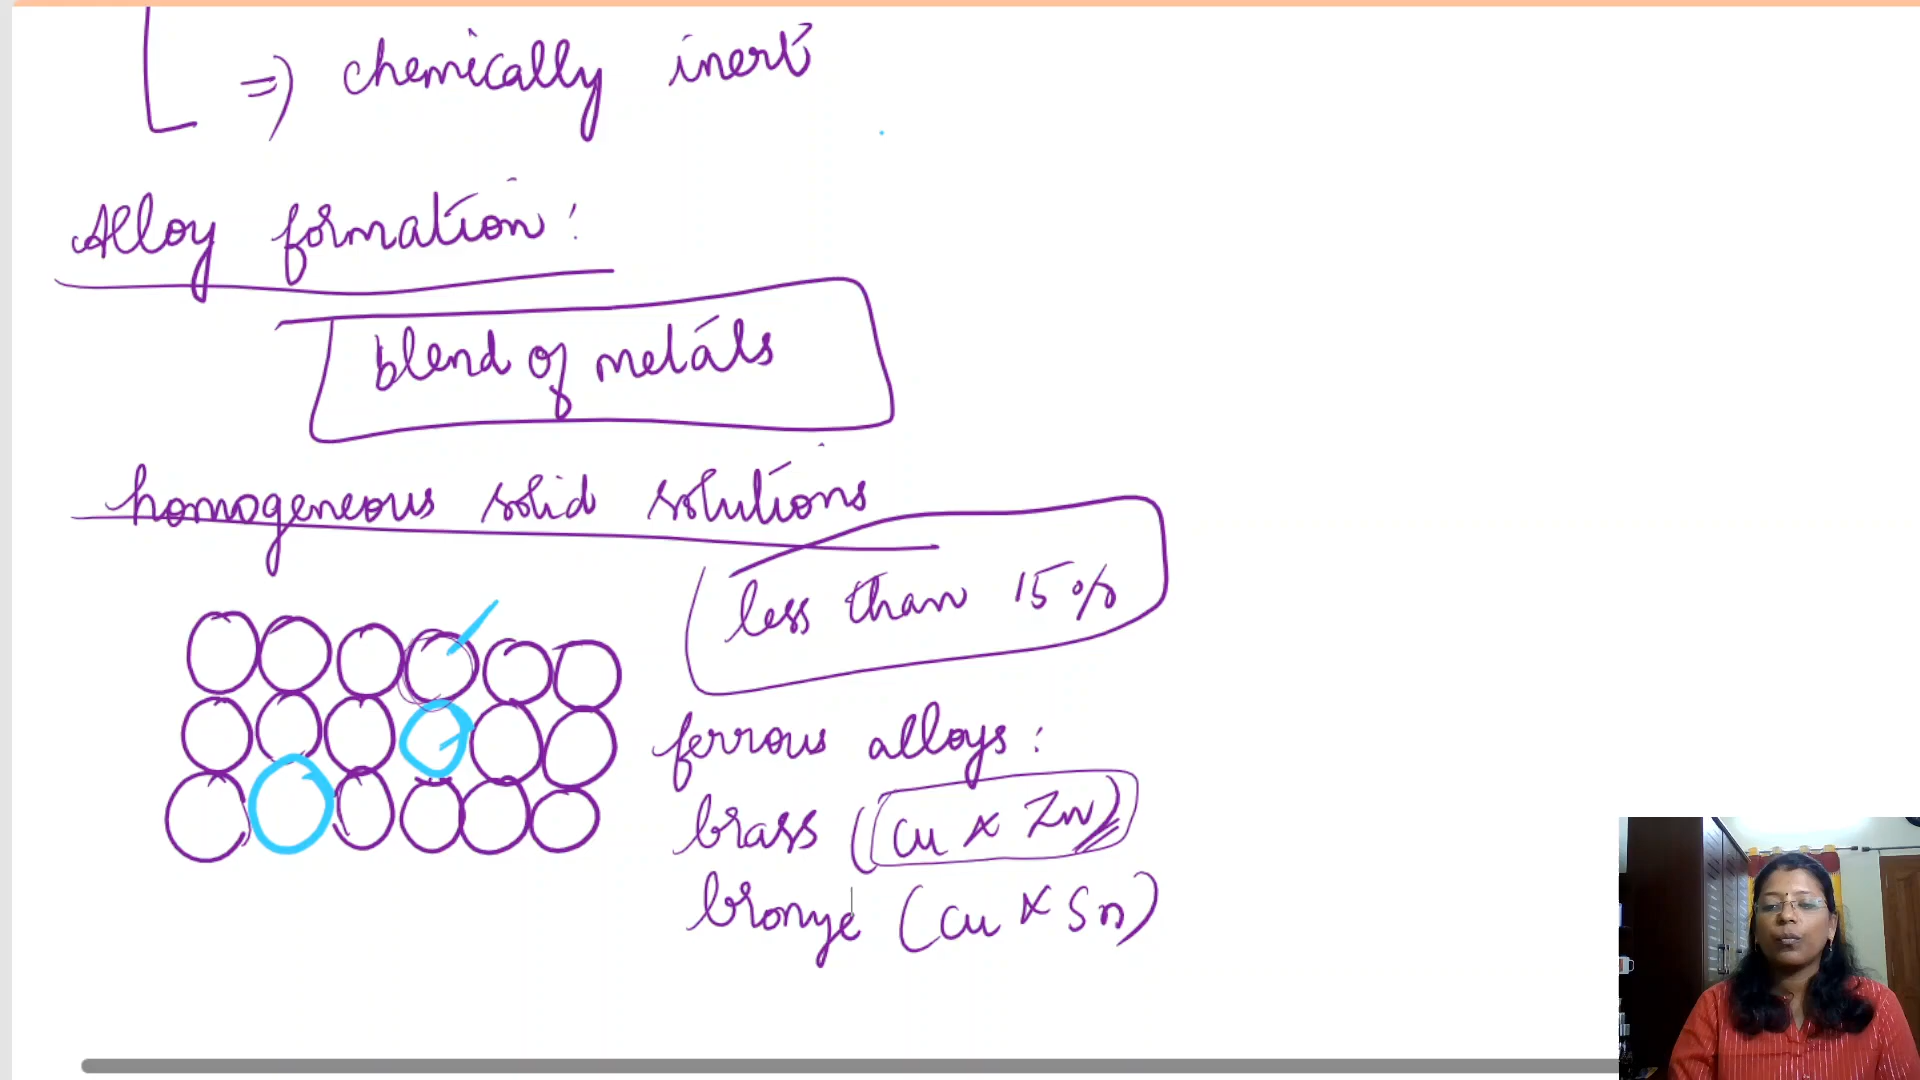 => chemically inert
Alloy formation :
blend of metals
homogeneous solid solutions
less than 15%
ferrous alloys :
brass (Cu × Zn)
bronze (Cu × Sn)